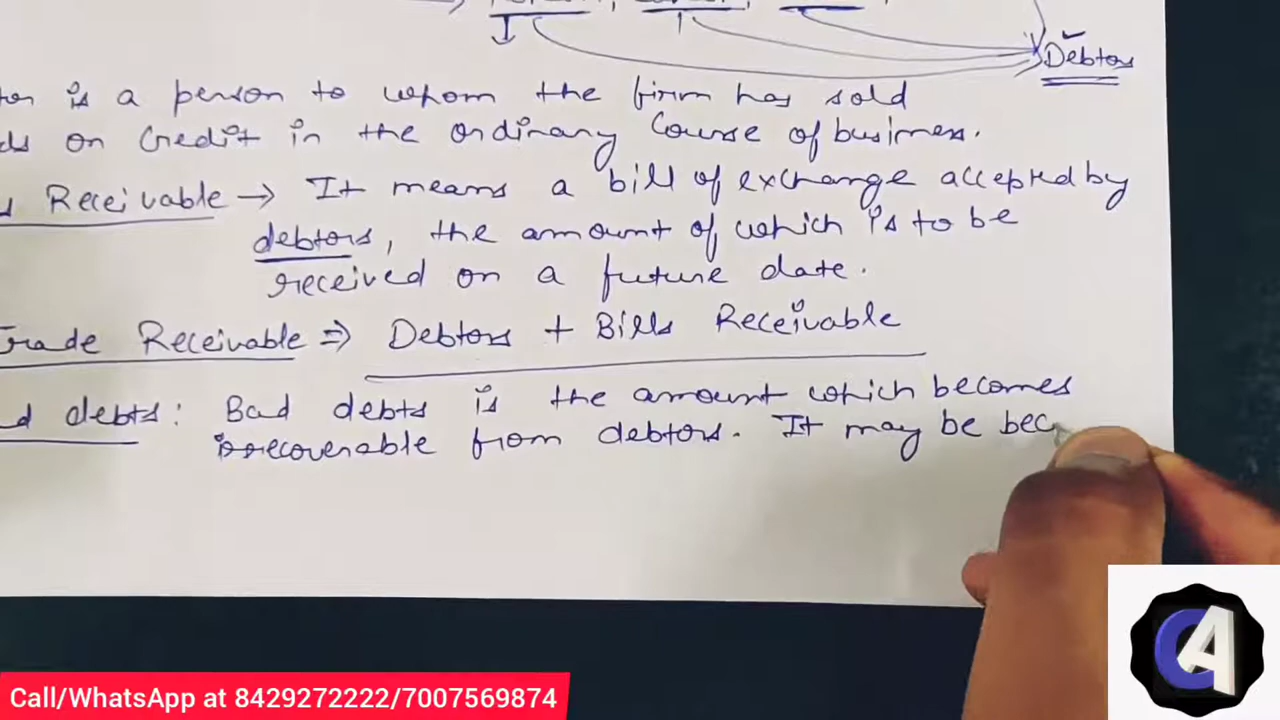 Debtors
is a person to whom the firm has sold
on Credit in the ordinary Course of business.
Receivable → It means a bill of exchange accepted by
debtors, the amount of which is to be
received on a future date.
Trade Receivable ⇒ Debtors + Bills Receivable
debts: Bad debts is the amount which becomes
irrecoverable from debtors. It may be bec
Call/WhatsApp at 8429272222/7007569874
CA